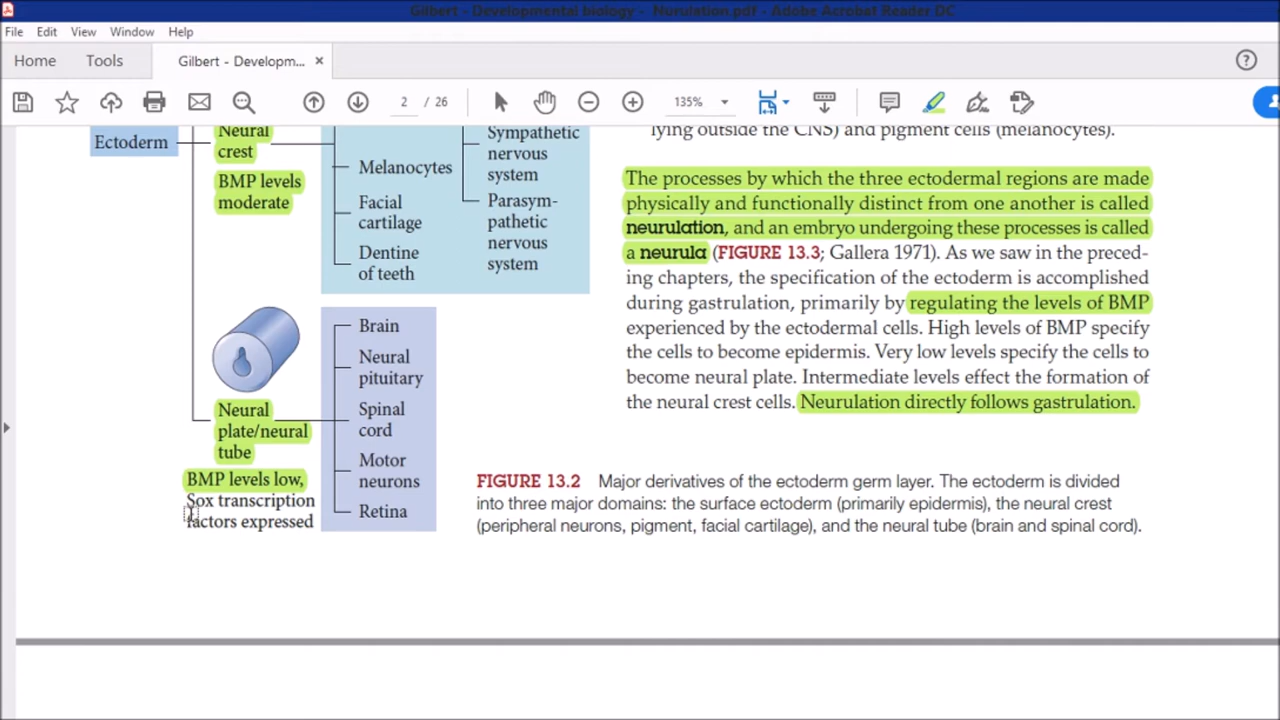 Gilbert - Developmental biology - Nurulation.pdf - Adobe Acrobat Reader DC
File Edit View Window Help
Home Tools Gilbert - Developm... ×
2 / 26 135%
Ectoderm
Neural
crest
BMP levels
moderate
Melanocytes
Facial
cartilage
Dentine
of teeth
Sympathetic
nervous
system
Parasym-
pathetic
nervous
system
Neural
plate/neural
tube
BMP levels low,
Sox transcription
factors expressed
Brain
Neural
pituitary
Spinal
cord
Motor
neurons
Retina
lying outside the CNS) and pigment cells (melanocytes).
The processes by which the three ectodermal regions are made
physically and functionally distinct from one another is called
neurulation, and an embryo undergoing these processes is called
a neurula (FIGURE 13.3; Gallera 1971). As we saw in the preced-
ing chapters, the specification of the ectoderm is accomplished
during gastrulation, primarily by regulating the levels of BMP
experienced by the ectodermal cells. High levels of BMP specify
the cells to become epidermis. Very low levels specify the cells to
become neural plate. Intermediate levels effect the formation of
the neural crest cells. Neurulation directly follows gastrulation.
FIGURE 13.2 Major derivatives of the ectoderm germ layer. The ectoderm is divided
into three major domains: the surface ectoderm (primarily epidermis), the neural crest
(peripheral neurons, pigment, facial cartilage), and the neural tube (brain and spinal cord).